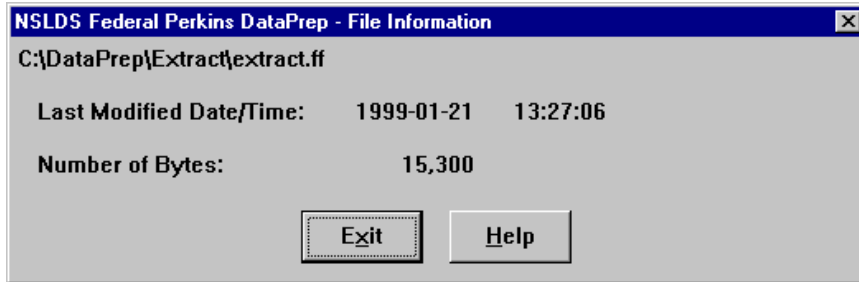 NSLDS Federal Perkins DataPrep - File Information
C:\DataPrep\Extract\extract.ff
Last Modified Date/Time: 1999-01-21 13:27:06
Number of Bytes: 15,300
Exit Help